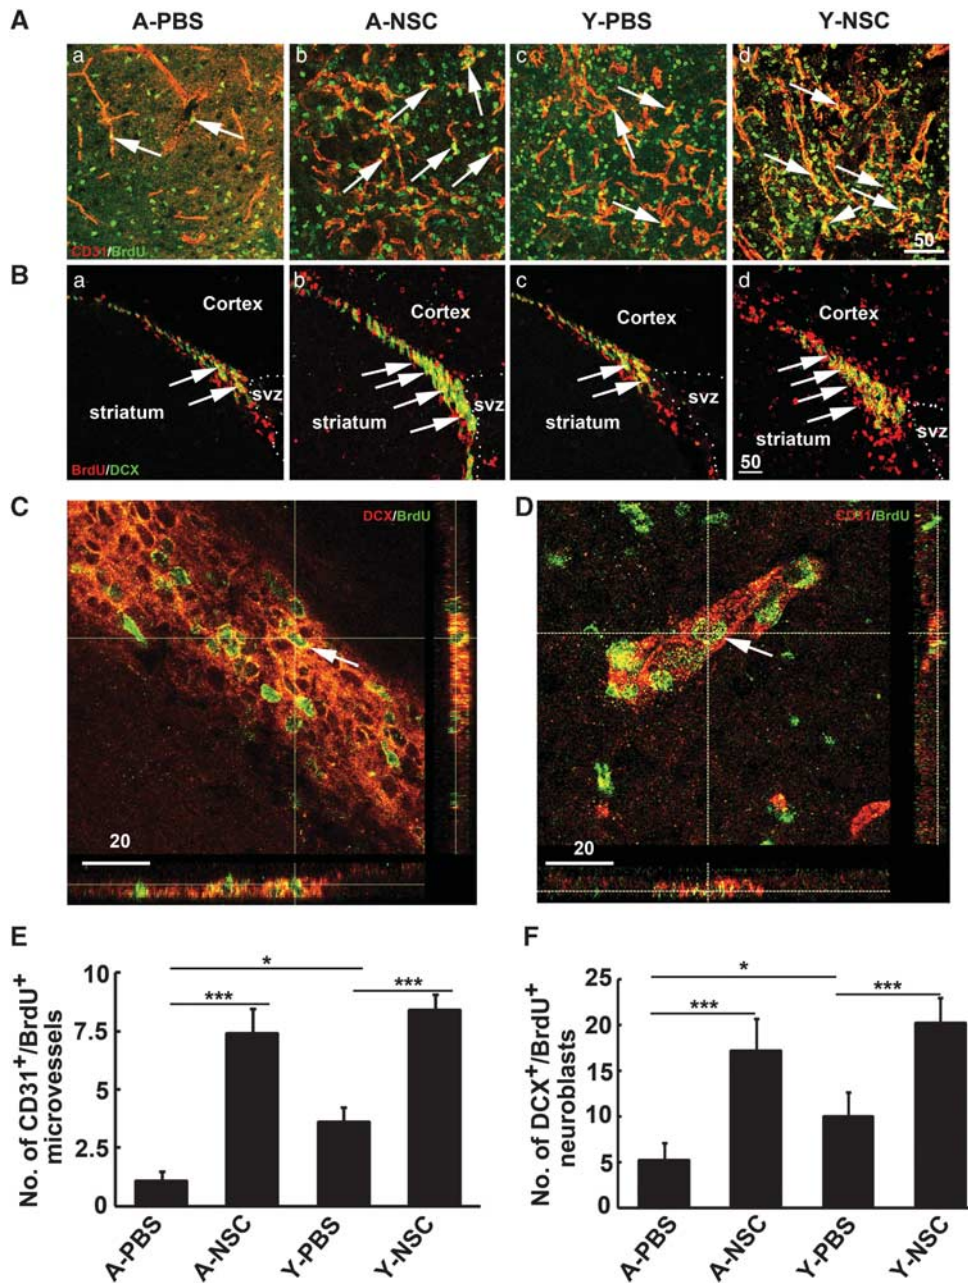 A
A-PBS A-NSC Y-PBS Y-NSC
a b c d
CD31/BrdU
50
B
a b c d
Cortex Cortex Cortex Cortex
svz svz svz svz
striatum striatum striatum striatum
BrdU/DCX
50
C
DCX/BrdU
20
D
CD31/BrdU
20
E
No. of CD31+/BrdU+
microvessels
10
7.5
5
2.5
0
*
*** ***
A-PBS A-NSC Y-PBS Y-NSC
F
No. of DCX+/BrdU+
neuroblasts
25
20
15
10
5
0
*
*** ***
A-PBS A-NSC Y-PBS Y-NSC